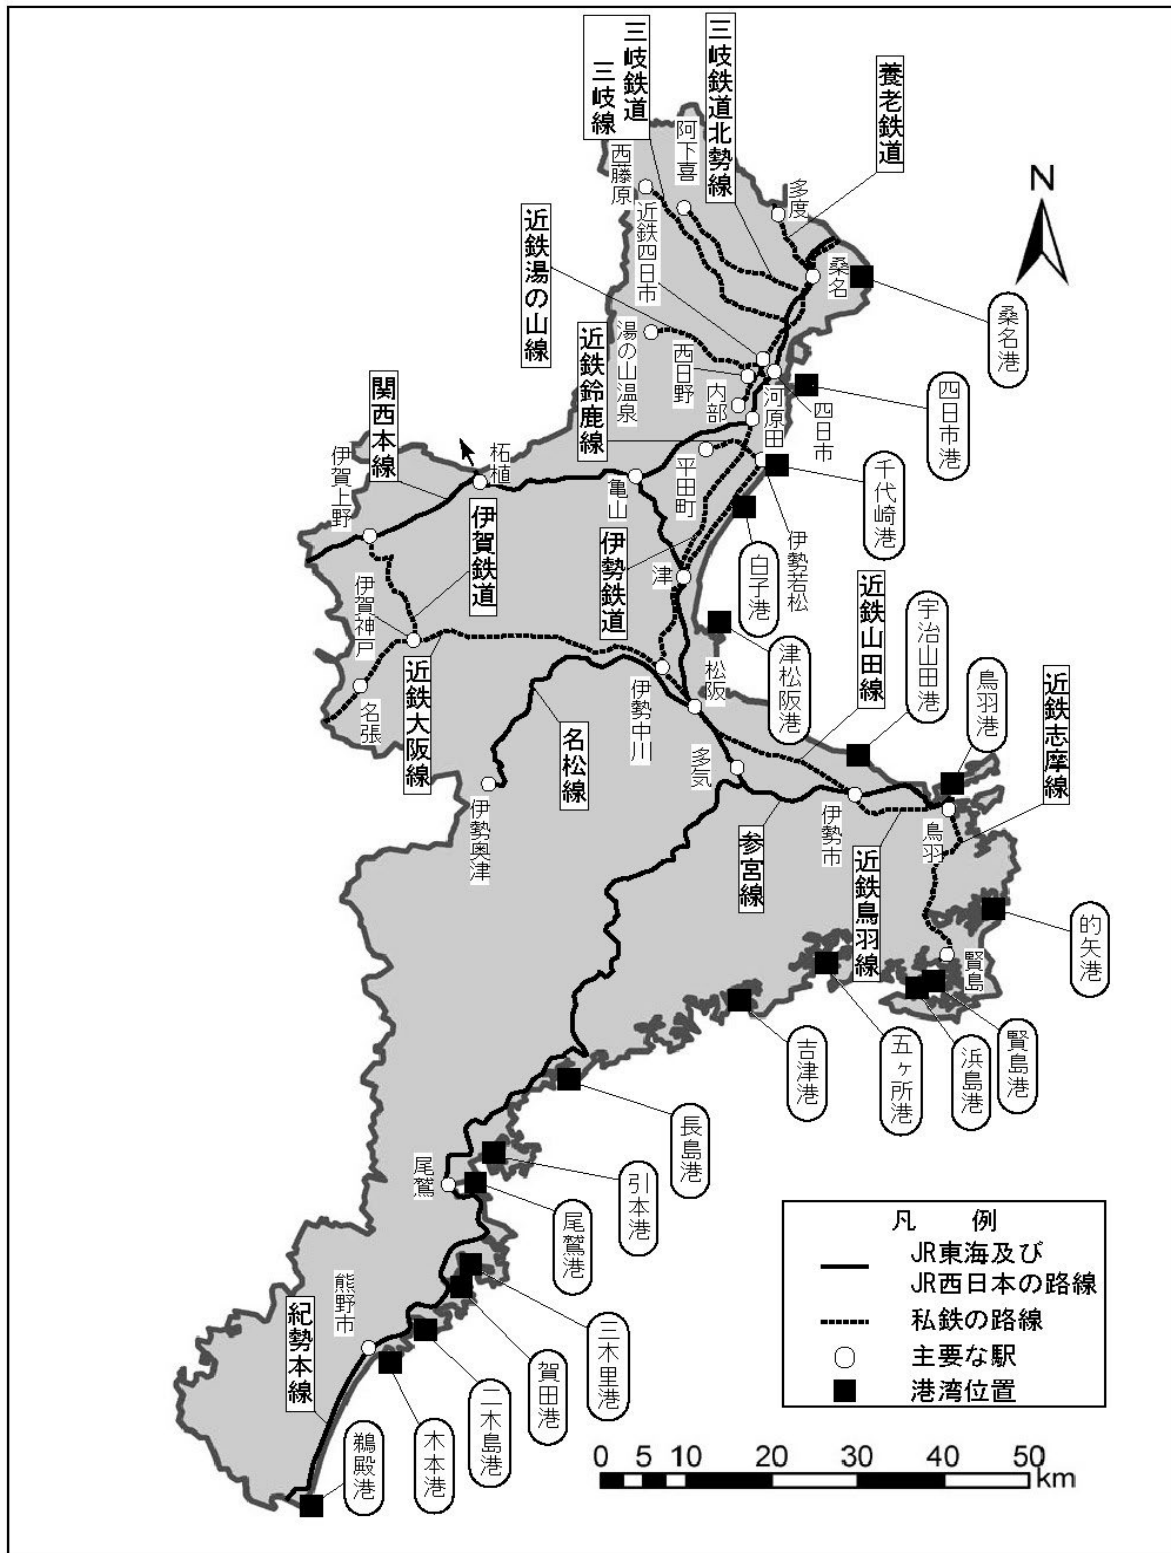 三岐鉄道
三岐線
三岐鉄道北勢線
養老鉄道
阿下喜
西藤原
多度
N
近鉄湯の山線
近鉄四日市
桑名
桑名港
近鉄鈴鹿線
湯の山温泉
西日野
内部
河原田
四日市
四日市港
関西本線
伊賀上野
柘植
亀山
平田町
千代崎港
伊賀鉄道
伊勢鉄道
津
白子港
伊勢若松
伊賀神戸
近鉄山田線
宇治山田港
名張
近鉄大阪線
名松線
伊勢中川
松阪
津松阪港
鳥羽港
近鉄志摩線
伊勢奥津
多気
参宮線
伊勢市
近鉄鳥羽線
鳥羽
的矢港
賢島
吉津港
五ヶ所港
浜島港
賢島港
長島港
尾鷲
引本港
尾鷲港
熊野市
紀勢本線
三木里港
賀田港
二木島港
木本港
鵜殿港
凡 例
JR東海及び
JR西日本の路線
私鉄の路線
主要な駅
港湾位置
0 5 10 20 30 40 50
km